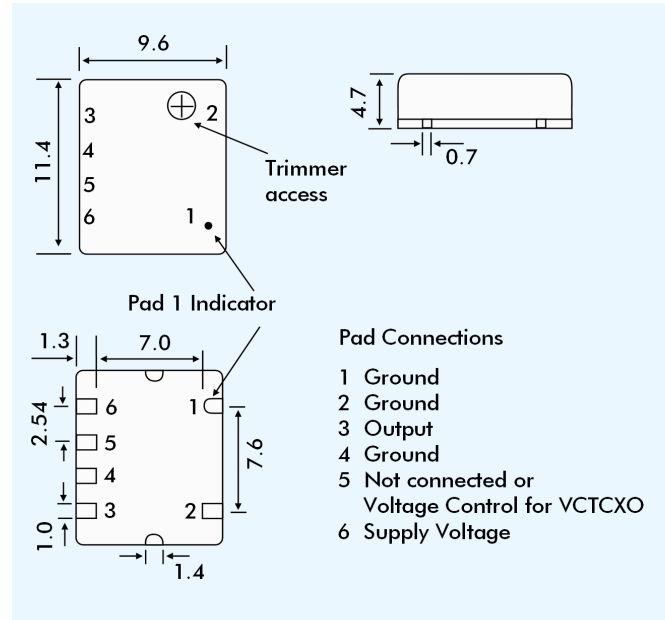 9.6
11.4
3
2
4
5
6
1
Trimmer
access
4.7
0.7
Pad 1 Indicator
1.3
7.0
2.54
6
1
5
4
3
2
7.6
1.0
1.4
Pad Connections
1 Ground
2 Ground
3 Output
4 Ground
5 Not connected or
Voltage Control for VCTCXO
6 Supply Voltage